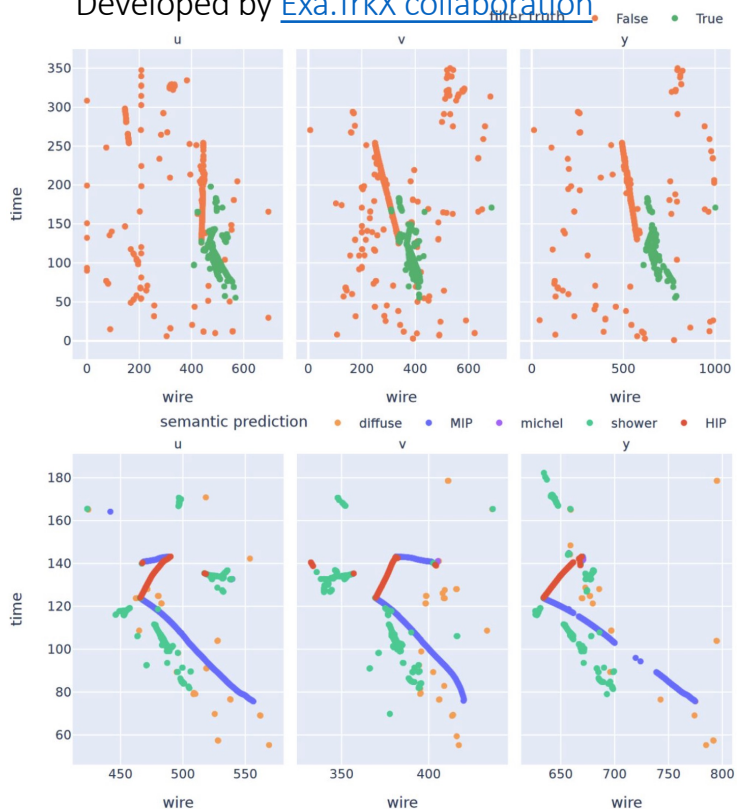 Developed by Exa.TrkX collaboration
filter truth False True
u v y
350
300
250
200
150
100
50
0
time
0 200 400 600 0 200 400 600 0 500 1000
wire wire wire
semantic prediction diffuse MIP michel shower HIP
u v y
180
160
140
120
100
80
60
time
450 500 550 350 400 650 700 750 800
wire wire wire